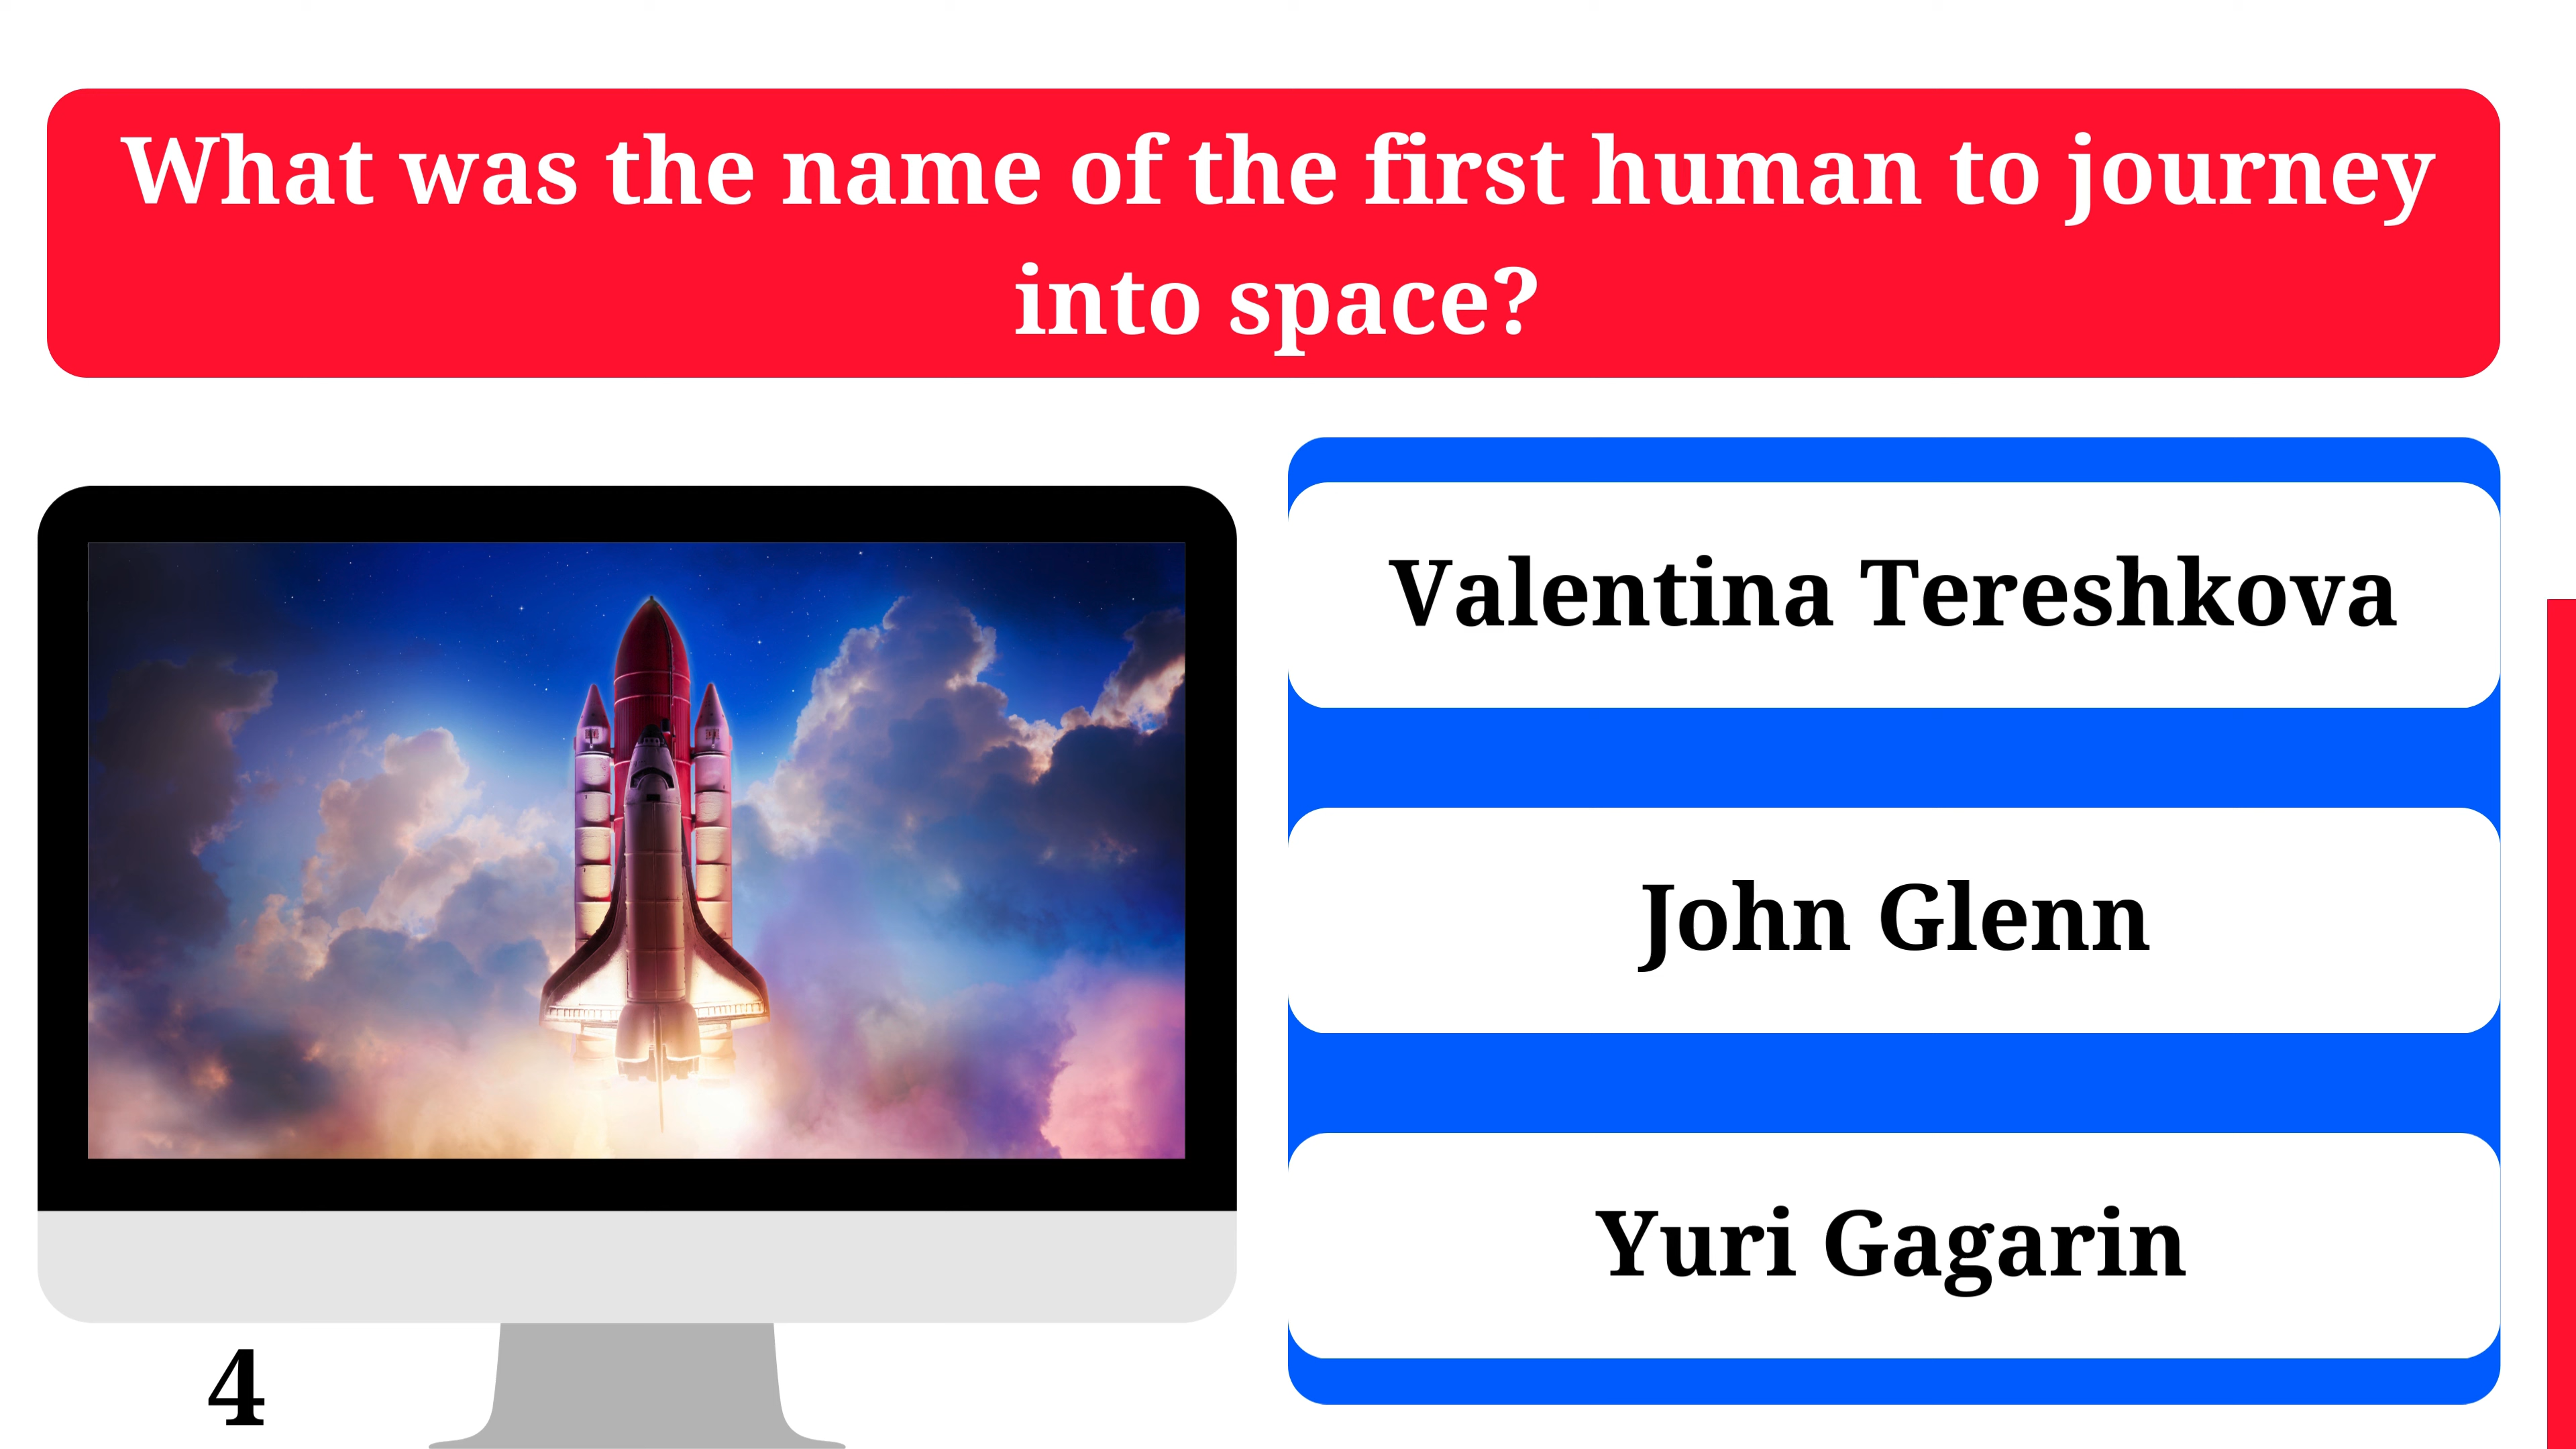 What was the name of the first human to journey
into space?
Valentina Tereshkova
John Glenn
Yuri Gagarin
4